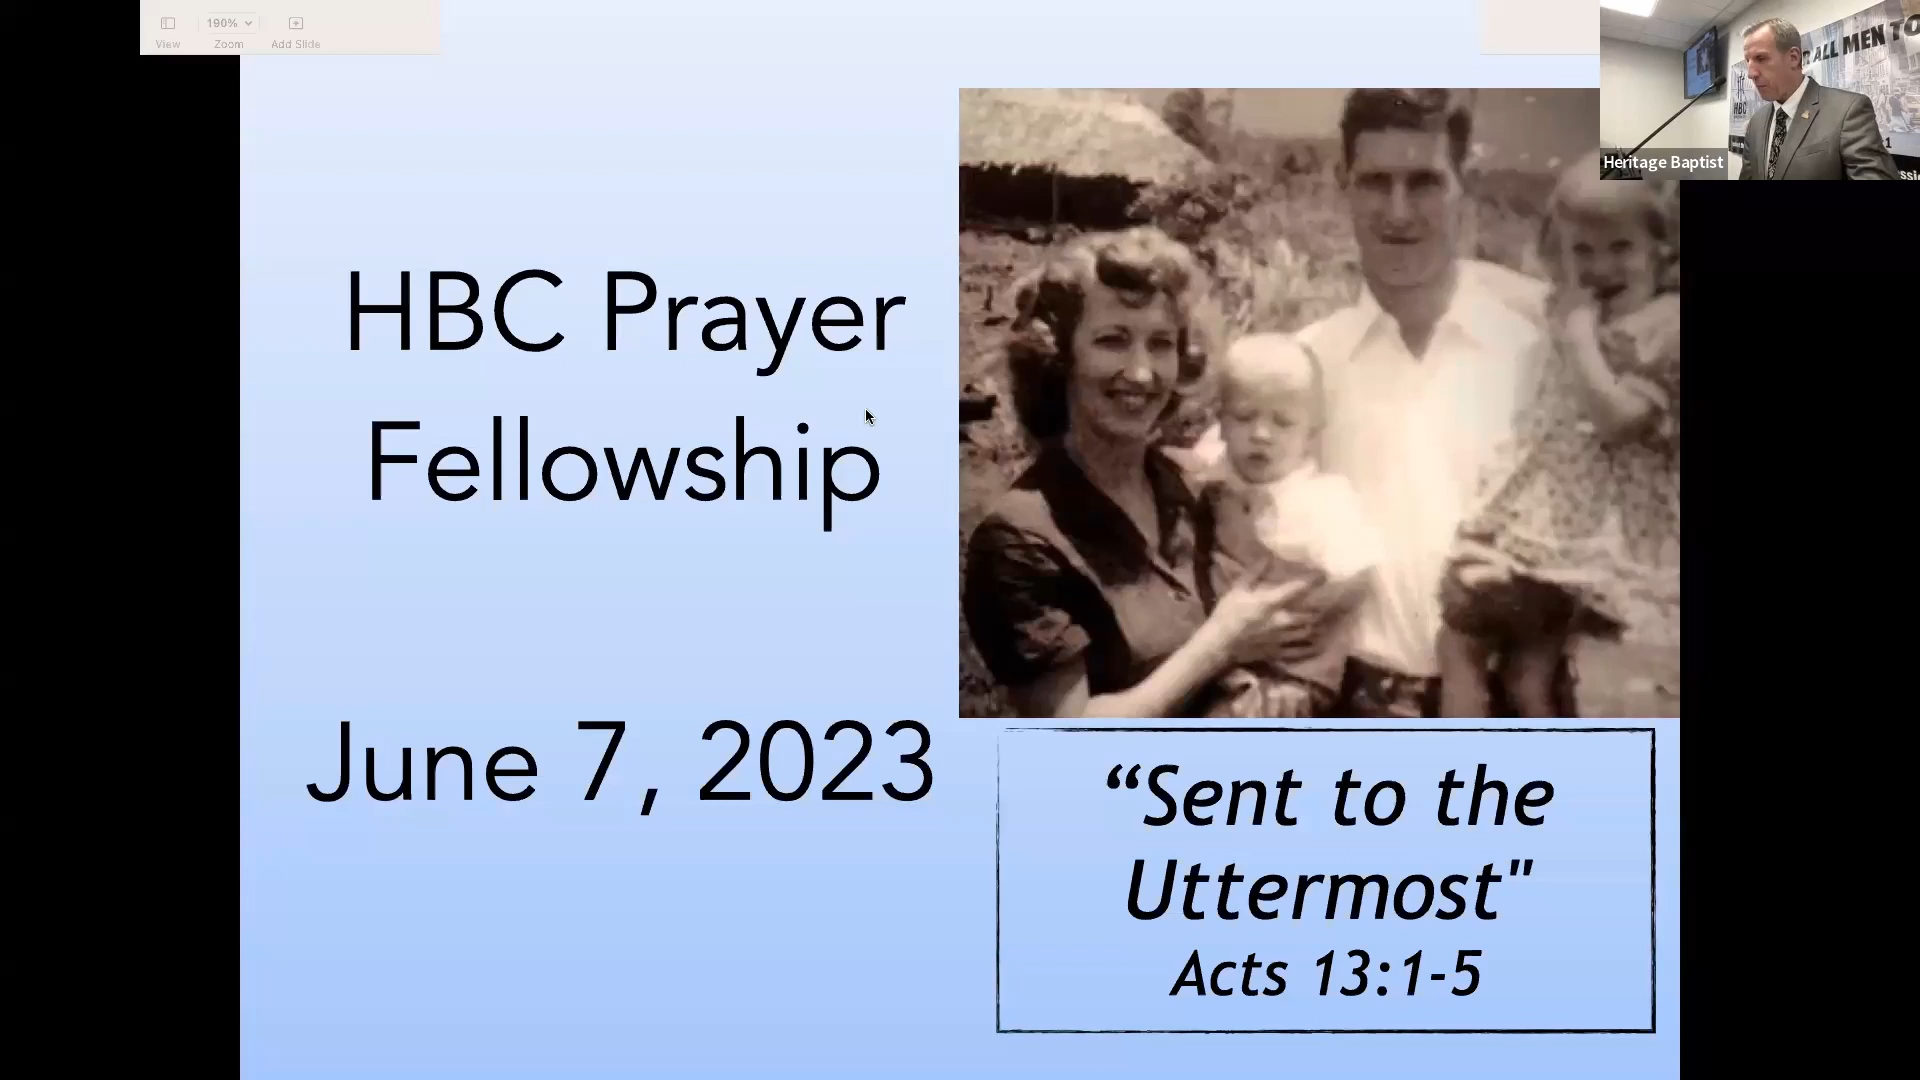 190%
View Zoom Add Slide
HBC Prayer
Fellowship
June 7, 2023
“Sent to the
Uttermost"
Acts 13:1-5
R ALL MEN TO
HBC
Heritage Baptist